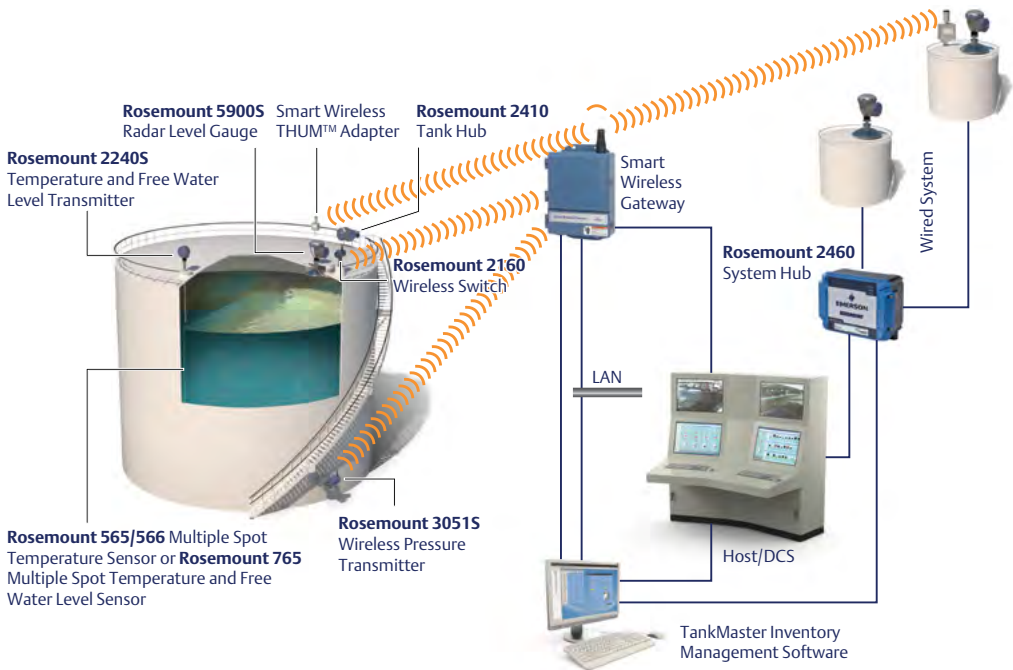 Rosemount 5900S
Radar Level Gauge
Smart Wireless
THUM™ Adapter
Rosemount 2410
Tank Hub
Rosemount 2240S
Temperature and Free Water
Level Transmitter
Smart
Wireless
Gateway
Wired System
Rosemount 2160
Wireless Switch
Rosemount 2460
System Hub
EMERSON
LAN
Rosemount 565/566 Multiple Spot
Temperature Sensor or Rosemount 765
Multiple Spot Temperature and Free
Water Level Sensor
Rosemount 3051S
Wireless Pressure
Transmitter
Host/DCS
TankMaster Inventory
Management Software